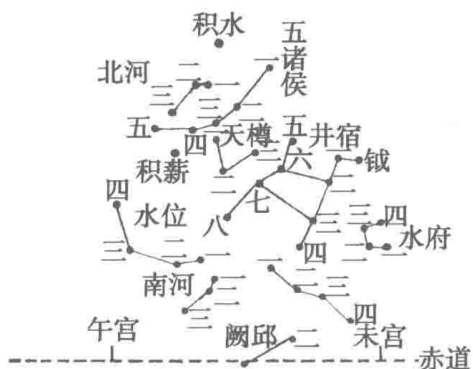 积水
五诸侯
北河
一
二
一
三
二
三
五
四
天樽
五
井宿
一
一
三
六
钺
积薪
二
二
七
四
水位
八
三
四
三
水府
四
三
二
一
二
一
南河
一
一
二
二
三
三
四
午宫
阙邱
二
未宫
赤道